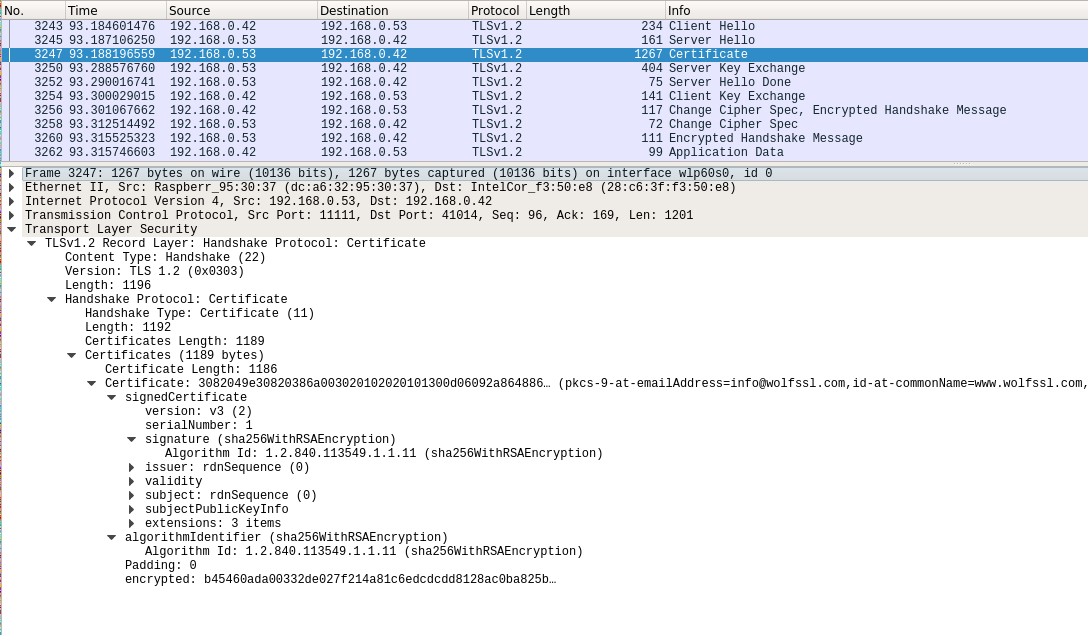 No. Time Source Destination Protocol Length Info
3243 93.184601476 192.168.0.42 192.168.0.53 TLSv1.2 234 Client Hello
3245 93.187106250 192.168.0.53 192.168.0.42 TLSv1.2 161 Server Hello
3247 93.188196559 192.168.0.53 192.168.0.42 TLSv1.2 1267 Certificate
3250 93.288576760 192.168.0.53 192.168.0.42 TLSv1.2 404 Server Key Exchange
3252 93.290016741 192.168.0.53 192.168.0.42 TLSv1.2 75 Server Hello Done
3254 93.300029015 192.168.0.42 192.168.0.53 TLSv1.2 141 Client Key Exchange
3256 93.301067662 192.168.0.42 192.168.0.53 TLSv1.2 117 Change Cipher Spec, Encrypted Handshake Message
3258 93.312514492 192.168.0.53 192.168.0.42 TLSv1.2 72 Change Cipher Spec
3260 93.315525323 192.168.0.53 192.168.0.42 TLSv1.2 111 Encrypted Handshake Message
3262 93.315746603 192.168.0.42 192.168.0.53 TLSv1.2 99 Application Data
Frame 3247: 1267 bytes on wire (10136 bits), 1267 bytes captured (10136 bits) on interface wlp60s0, id 0
Ethernet II, Src: Raspberr_95:30:37 (dc:a6:32:95:30:37), Dst: IntelCor_f3:50:e8 (28:c6:3f:f3:50:e8)
Internet Protocol Version 4, Src: 192.168.0.53, Dst: 192.168.0.42
Transmission Control Protocol, Src Port: 11111, Dst Port: 41014, Seq: 96, Ack: 169, Len: 1201
Transport Layer Security
TLSv1.2 Record Layer: Handshake Protocol: Certificate
Content Type: Handshake (22)
Version: TLS 1.2 (0x0303)
Length: 1196
Handshake Protocol: Certificate
Handshake Type: Certificate (11)
Length: 1192
Certificates Length: 1189
Certificates (1189 bytes)
Certificate Length: 1186
Certificate: 3082049e30820386a003020102020101300d06092a864886… (pkcs-9-at-emailAddress=info@wolfssl.com,id-at-commonName=www.wolfssl.com,
signedCertificate
version: v3 (2)
serialNumber: 1
signature (sha256WithRSAEncryption)
Algorithm Id: 1.2.840.113549.1.1.11 (sha256WithRSAEncryption)
issuer: rdnSequence (0)
validity
subject: rdnSequence (0)
subjectPublicKeyInfo
extensions: 3 items
algorithmIdentifier (sha256WithRSAEncryption)
Algorithm Id: 1.2.840.113549.1.1.11 (sha256WithRSAEncryption)
Padding: 0
encrypted: b45460ada00332de027f214a81c6edcdcdd8128ac0ba825b…